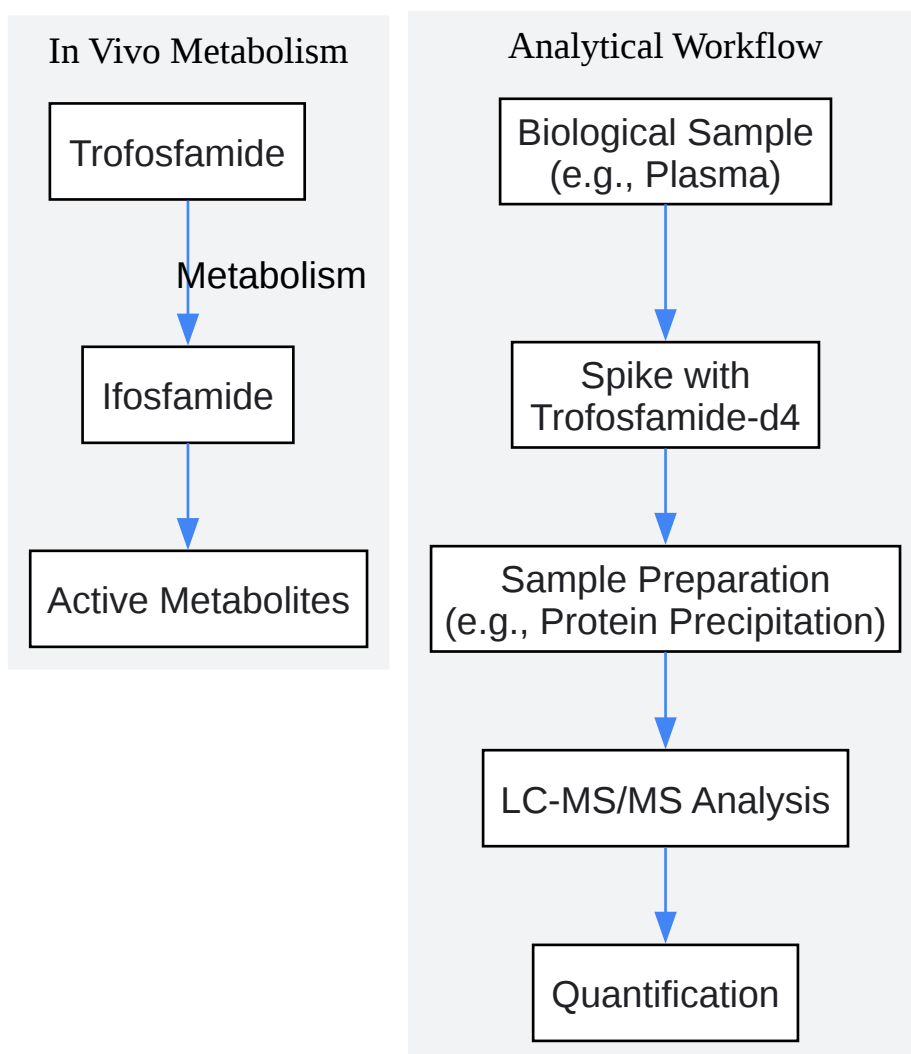 In Vivo Metabolism
Trofosfamide
Metabolism
Ifosfamide
Active Metabolites
Analytical Workflow
Biological Sample
(e.g., Plasma)
Spike with
Trofosfamide-d4
Sample Preparation
(e.g., Protein Precipitation)
LC-MS/MS Analysis
Quantification